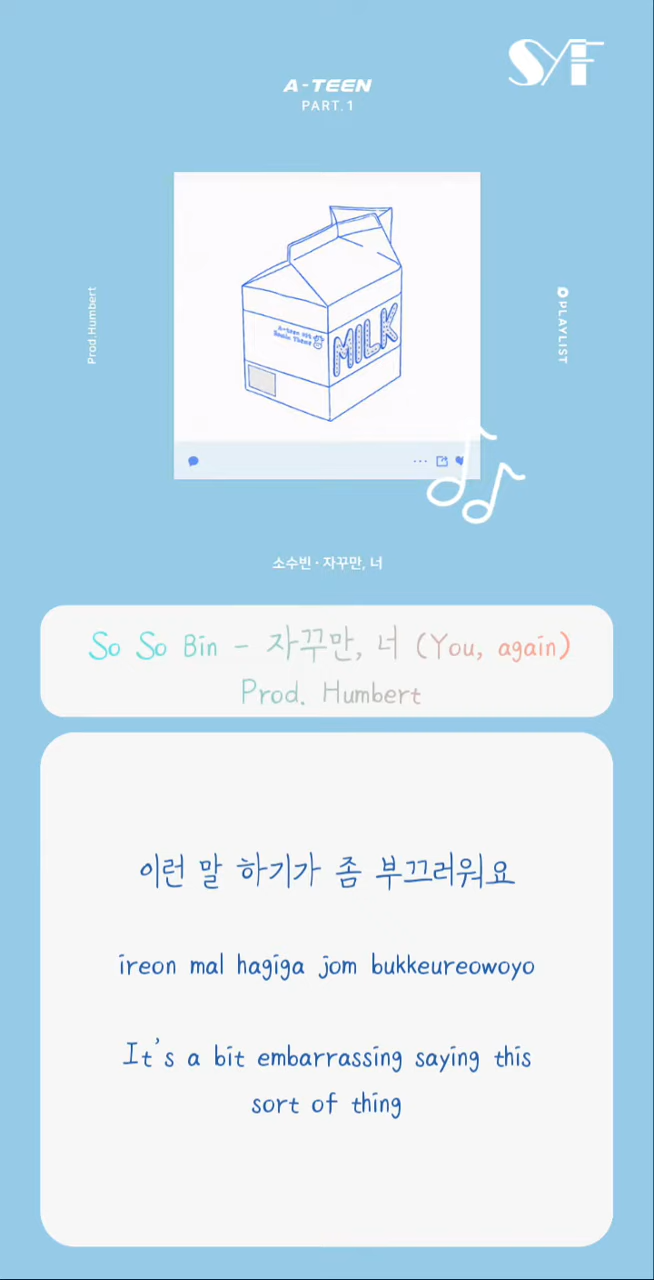 SYF
A-TEEN
PART.1
Prod.Humbert
MILK
PLAYLIST
소수빈 · 자꾸만, 너
So So Bin - 자꾸만, 너 (You, again)
Prod. Humbert
이런 말 하기가 좀 부끄러워요
ireon mal hagiga jom bukkeureowoyo
It's a bit embarrassing saying this
sort of thing